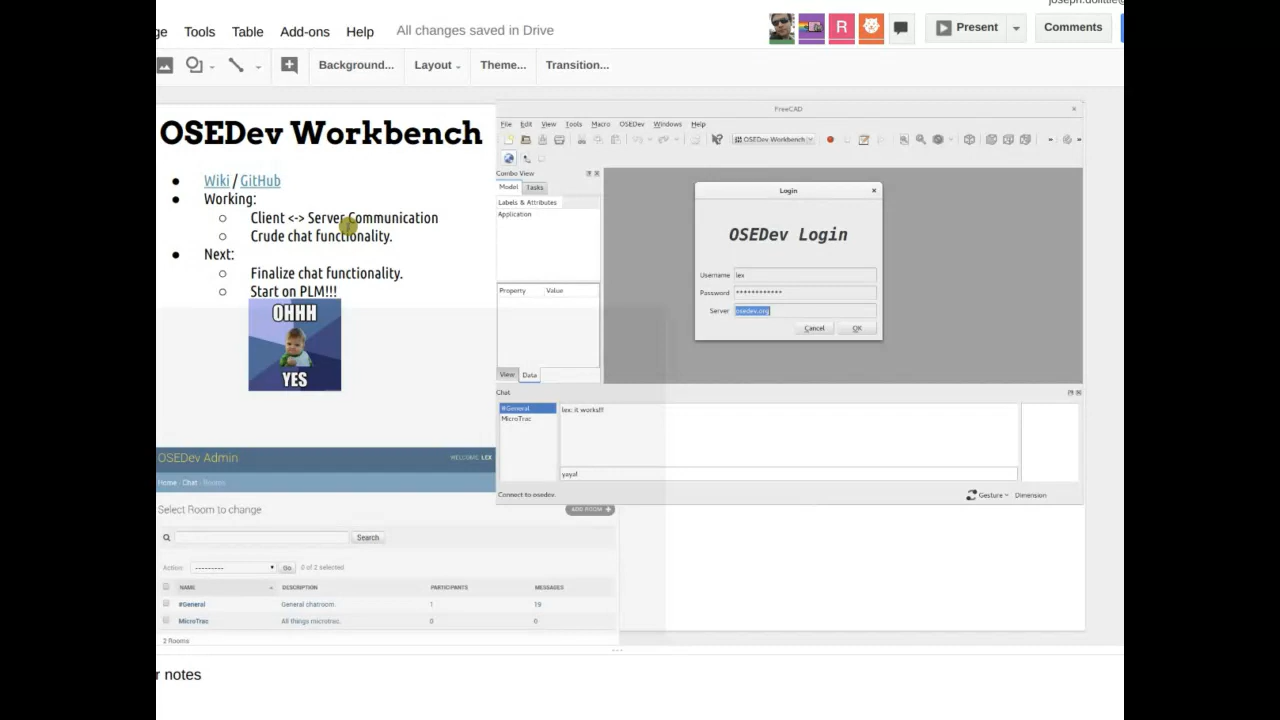 joseph.dolittle@
ge Tools Table Add-ons Help All changes saved in Drive
R Present Comments
Background... Layout Theme... Transition...
OSEDev Workbench
Wiki / GitHub
Working:
Client <-> Server Communication
Crude chat functionality.
Next:
Finalize chat functionality.
Start on PLM!!!
OHHH
YES
FreeCAD
File Edit View Tools Macro OSEDev Windows Help
OSEDev Workbench
Combo View
Model Tasks
Labels & Attributes
Application
Property Value
View Data
Login
OSEDev Login
Username lex
Password ************
Server osedev.org
Cancel OK
Chat
#General
MicroTrac
lex: it works!!!
yaya!
Connect to osedev.
Gesture Dimension
OSEDev Admin WELCOME LEX
Home Chat Rooms
Select Room to change
ADD ROOM +
Search
Action: --------- Go 0 of 2 selected
NAME DESCRIPTION PARTICIPANTS MESSAGES
#General General chatroom. 1 19
MicroTrac All things microtrac. 0 0
2 Rooms
r notes